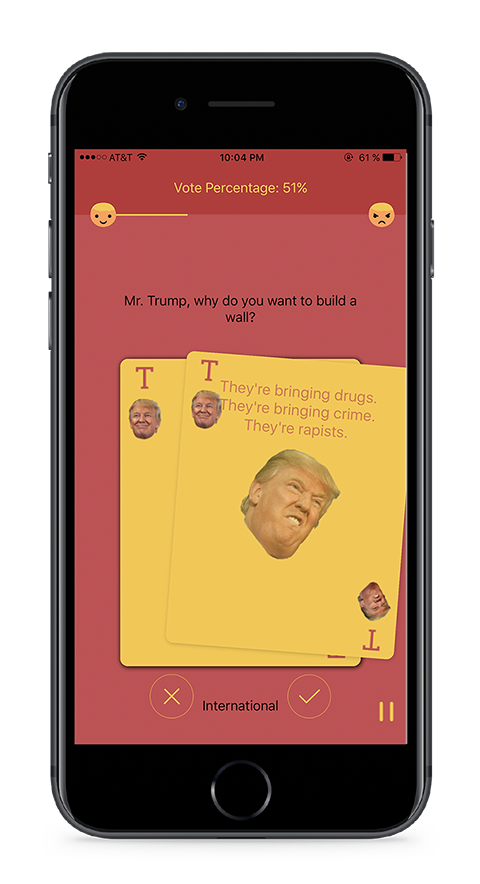 AT&T 10:04 PM 61 %
Vote Percentage: 51%
Mr. Trump, why do you want to build a
wall?
T
T
They're bringing drugs.
They're bringing crime.
They're rapists.
T
International